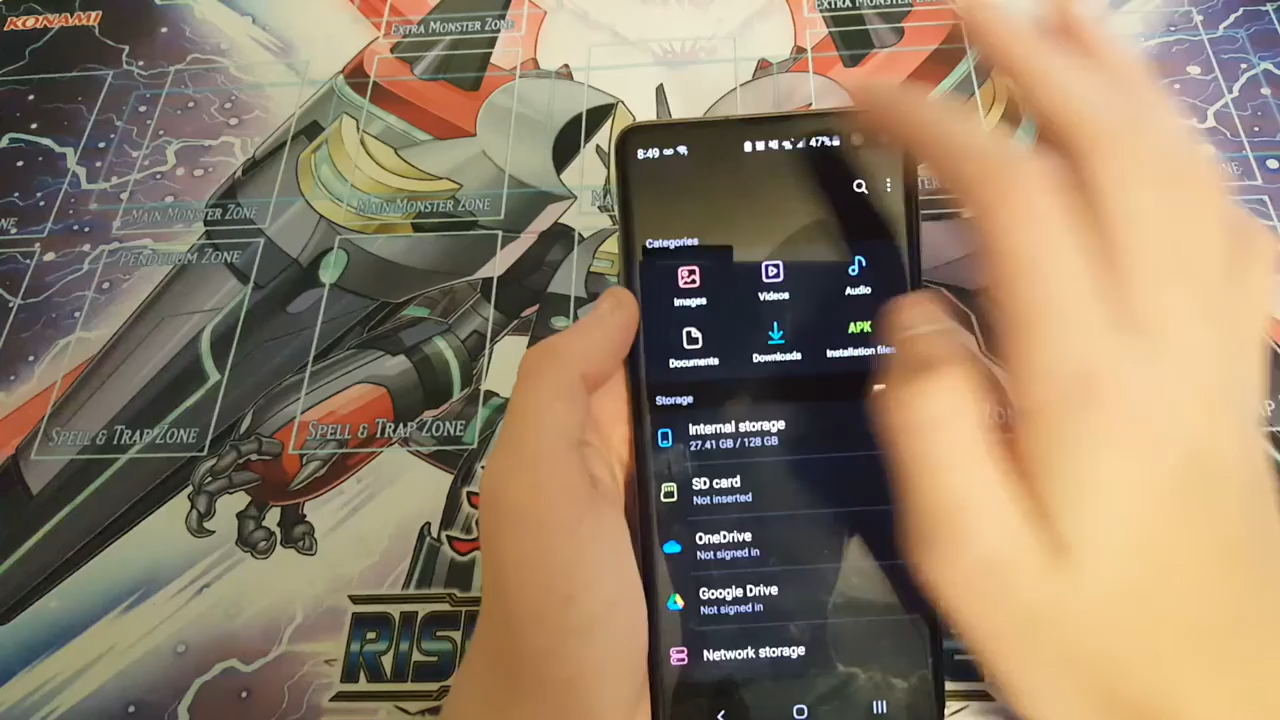 KONAMI
EXTRA MONSTER ZONE
EXTRA MONSTER ZONE
8:49
47%
MAIN MONSTER ZONE
MAIN MONSTER ZONE
PENDULUM ZONE
Categories
Images
Videos
Audio
Documents
Downloads
APK
Installation files
Storage
SPELL & TRAP ZONE
SPELL & TRAP ZONE
Internal storage
27.41 GB / 128 GB
SD card
Not inserted
OneDrive
Not signed in
Google Drive
Not signed in
Network storage
RIS